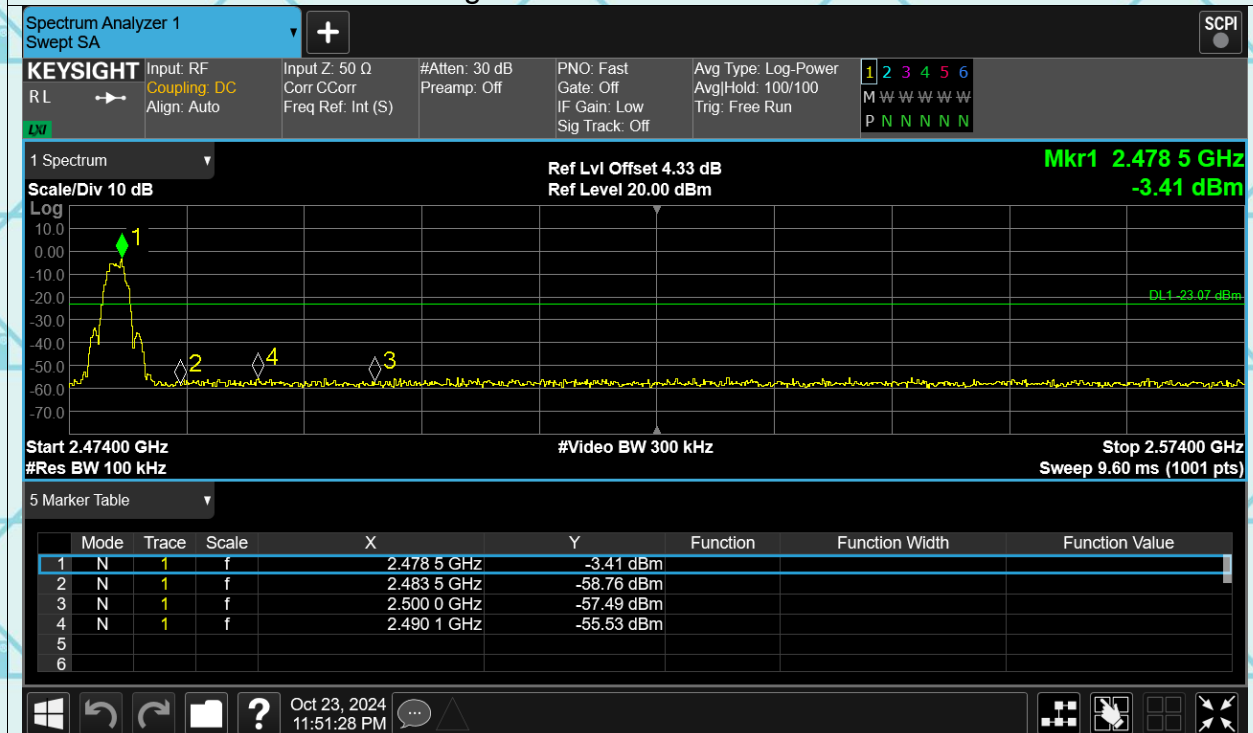 Spectrum Analyzer 1
Swept SA
+
SCPI
KEYSIGHT
RL
LXI
Input: RF
Coupling: DC
Align: Auto
Input Z: 50 Ω
Corr CCorr
Freq Ref: Int (S)
#Atten: 30 dB
Preamp: Off
PNO: Fast
Gate: Off
IF Gain: Low
Sig Track: Off
Avg Type: Log-Power
Avg|Hold: 100/100
Trig: Free Run
1 2 3 4 5 6
M W W W W W
P N N N N N
1 Spectrum
Scale/Div 10 dB
Ref Lvl Offset 4.33 dB
Ref Level 20.00 dBm
Mkr1 2.478 5 GHz
-3.41 dBm
Log
10.0
0.00
-10.0
-20.0
-30.0
-40.0
-50.0
-60.0
-70.0
1
2
4
3
DL1 -23.07 dBm
Start 2.47400 GHz
#Res BW 100 kHz
#Video BW 300 kHz
Stop 2.57400 GHz
Sweep 9.60 ms (1001 pts)
5 Marker Table
Mode Trace Scale X Y Function Function Width Function Value
1 N 1 f 2.478 5 GHz -3.41 dBm
2 N 1 f 2.483 5 GHz -58.76 dBm
3 N 1 f 2.500 0 GHz -57.49 dBm
4 N 1 f 2.490 1 GHz -55.53 dBm
5
6
?
Oct 23, 2024
11:51:28 PM